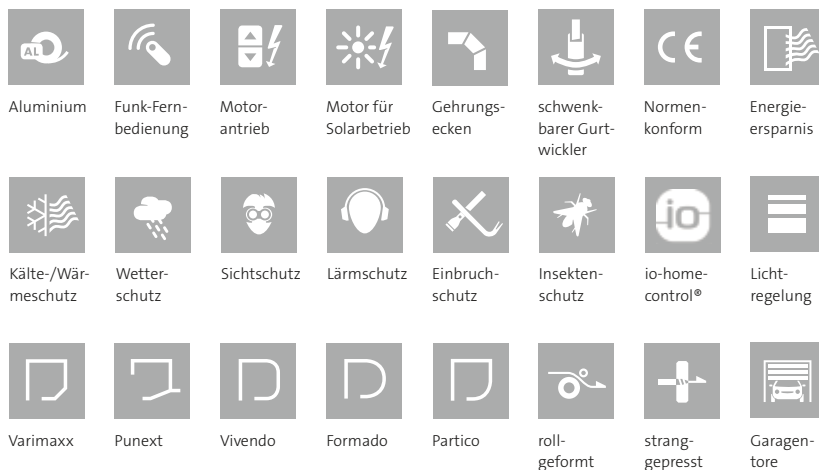 AL
CE
Aluminium
Funk-Fern-
bedienung
Motor-
antrieb
Motor für
Solarbetrieb
Gehrungs-
ecken
schwenk-
barer Gurt-
wickler
Normen-
konform
Energie-
ersparnis
io
Kälte-/Wär-
meschutz
Wetter-
schutz
Sichtschutz
Lärmschutz
Einbruch-
schutz
Insekten-
schutz
io-home-
control®
Licht-
regelung
Varimaxx
Punext
Vivendo
Formado
Partico
roll-
geformt
strang-
gepresst
Garagen-
tore